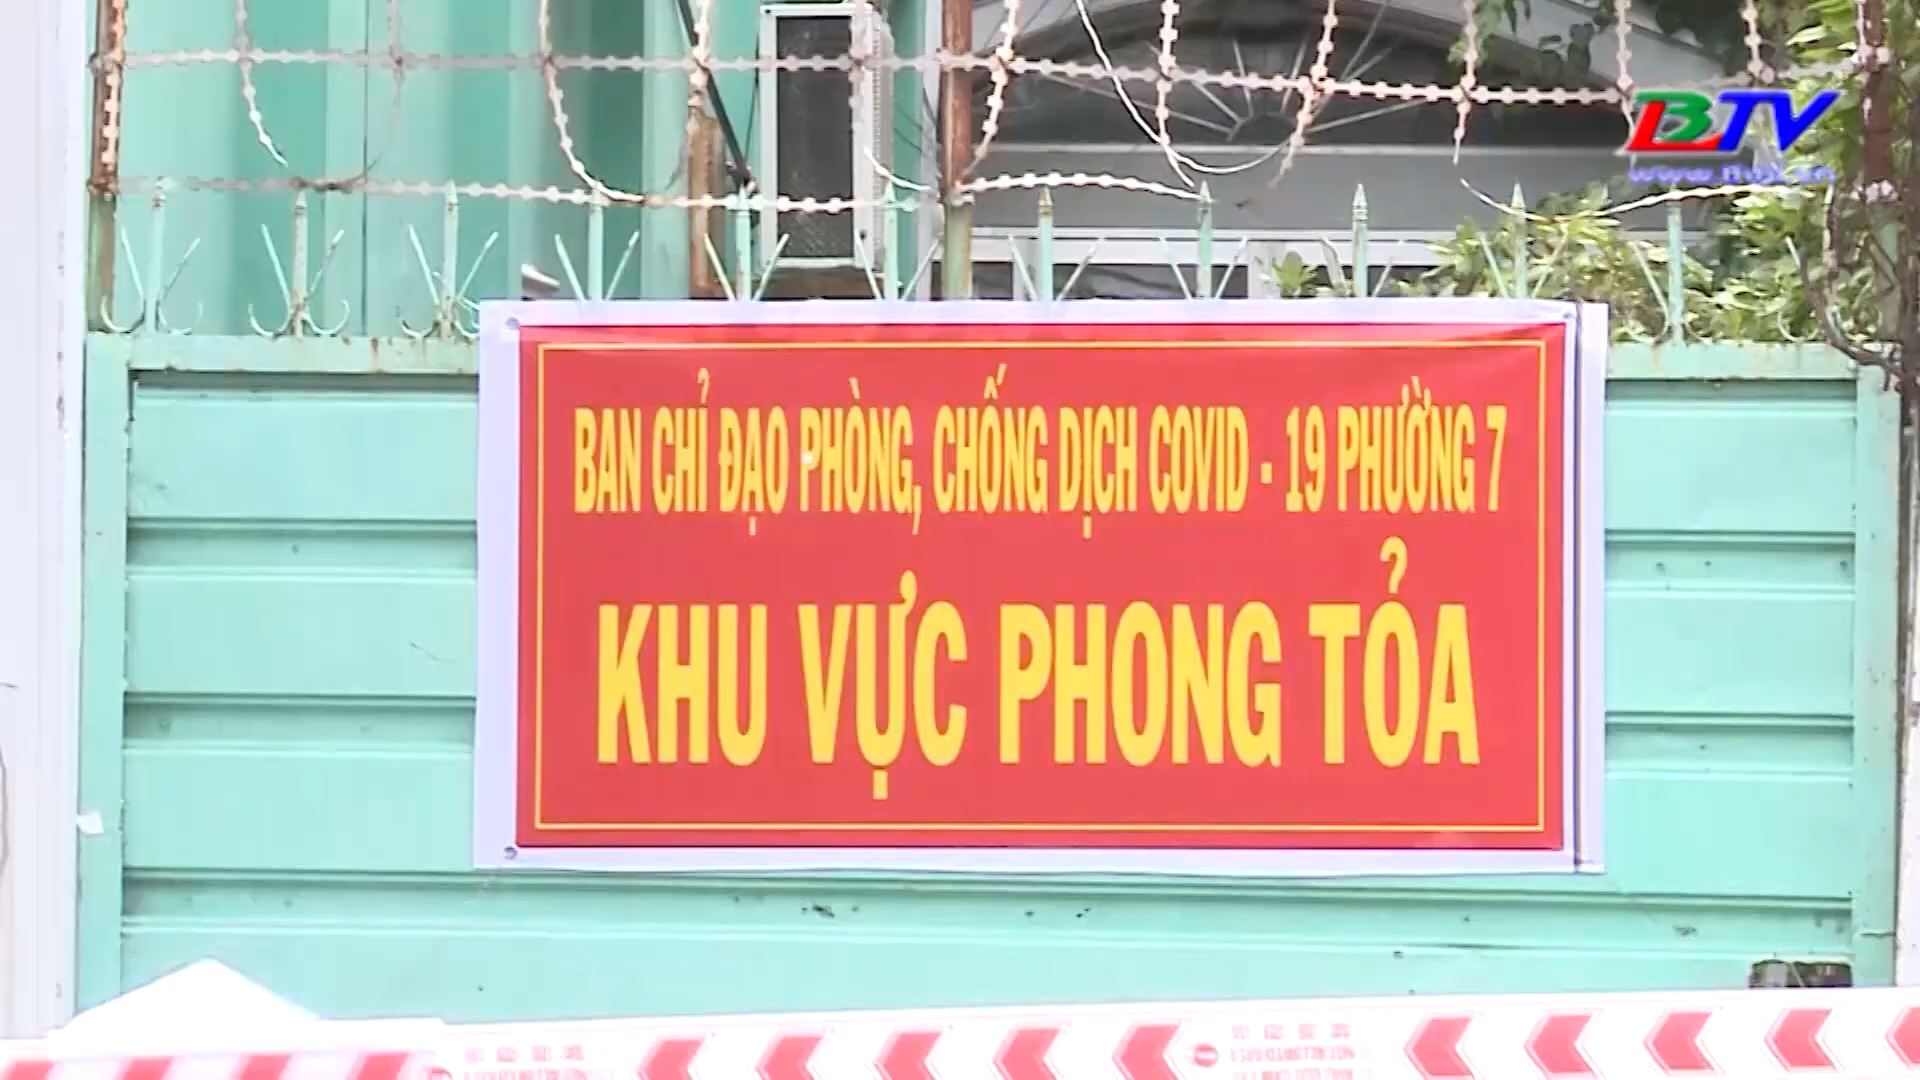 BTV
BAN CHỈ ĐẠO PHÒNG, CHỐNG DỊCH COVID - 19 PHƯỜNG 7
KHU VỰC PHONG TỎA